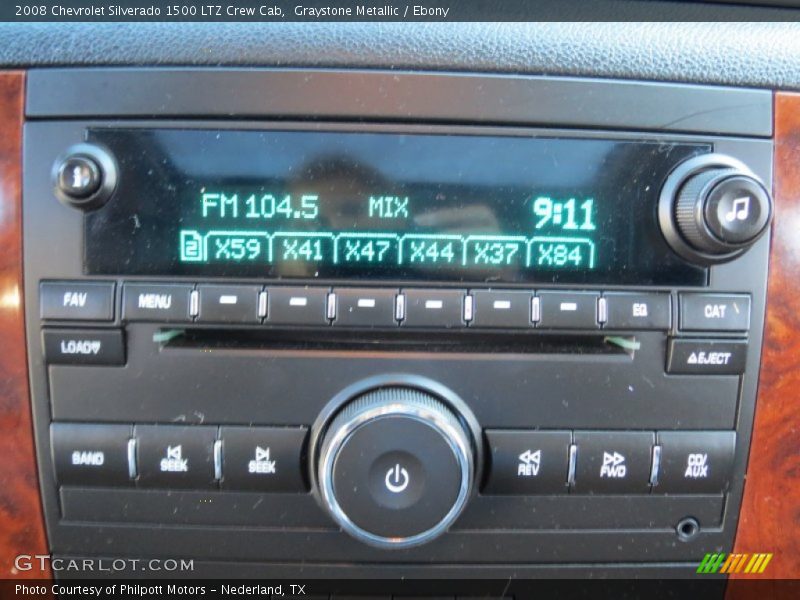 2008 Chevrolet Silverado 1500 LTZ Crew Cab,  Graystone Metallic / Ebony
FM 104.5 MIX 9:11
2 X59 X41 X47 X44 X37 X84
FAV MENU EQ CAT
LOAD EJECT
BAND SEEK SEEK REV FWD CD/AUX
GTCARLOT.COM
Photo Courtesy of Philpott Motors - Nederland, TX